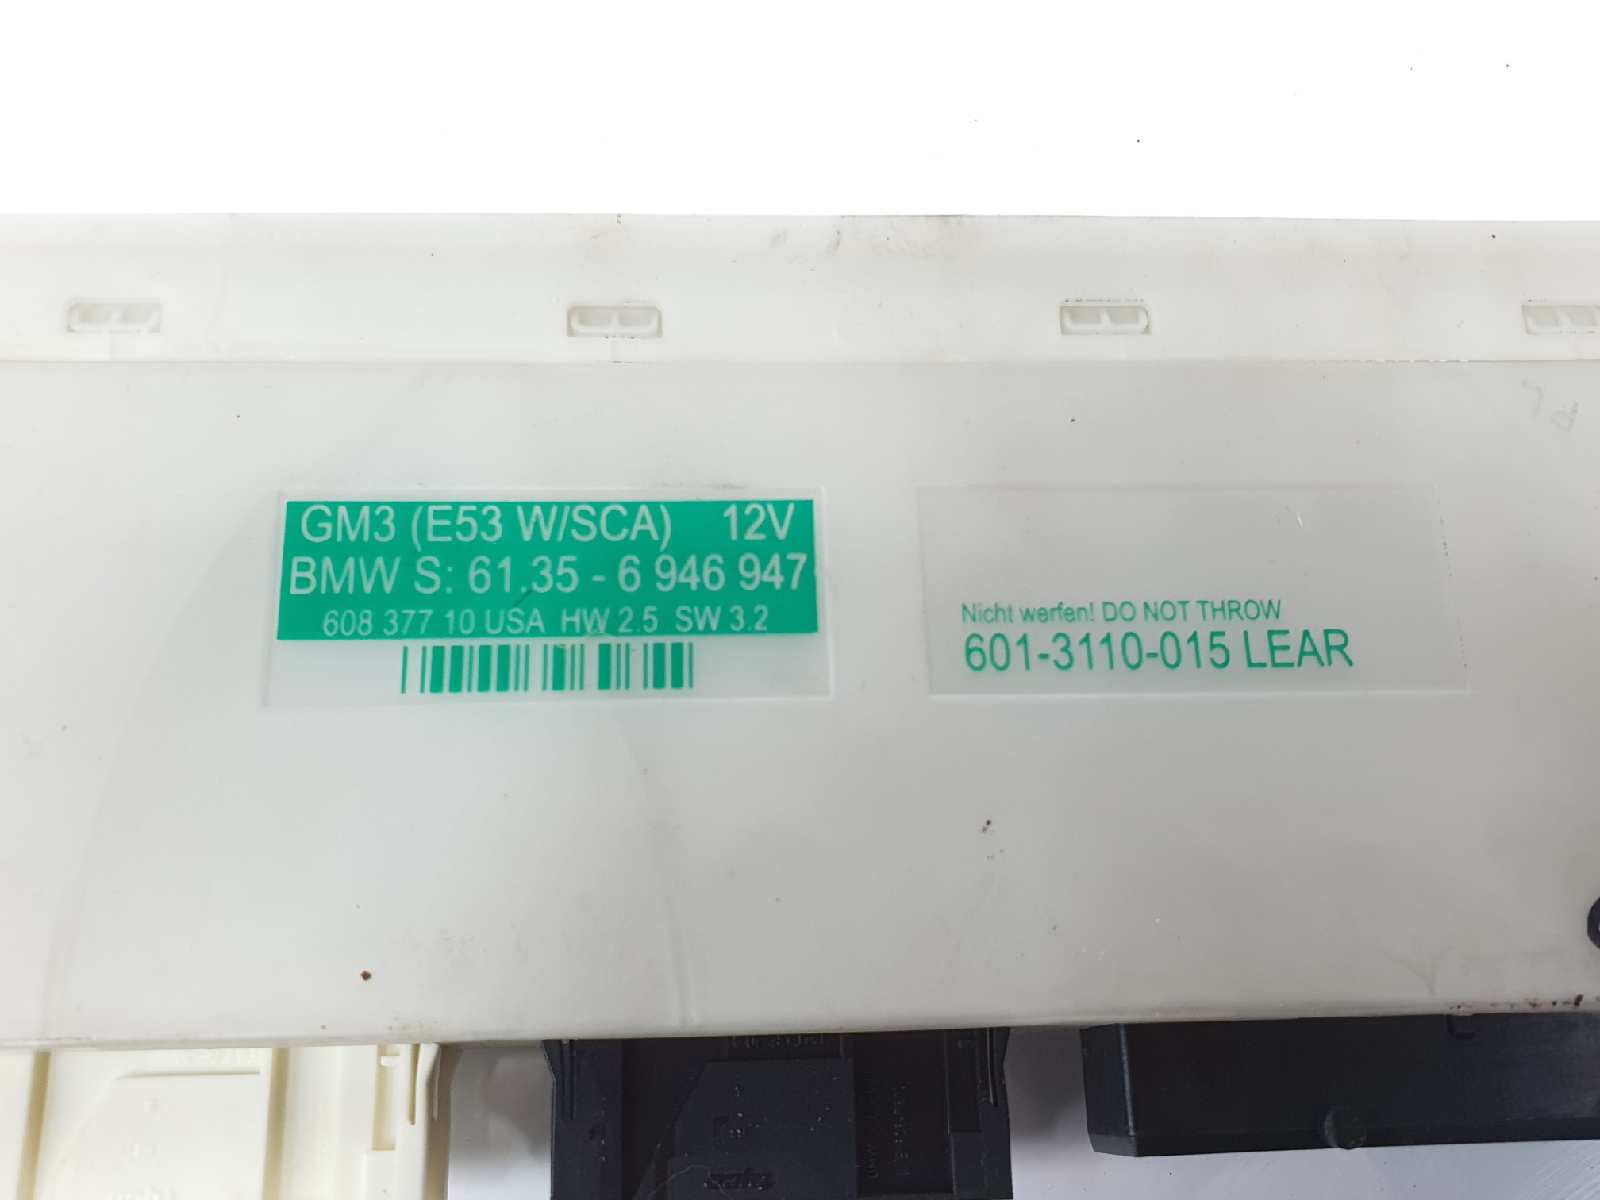 GM3 (E53 W/SCA) 12V
BMW S: 61.35 - 6 946 947
608 377 10 USA HW 2.5 SW 3.2
Nicht werfen! DO NOT THROW
601-3110-015 LEAR